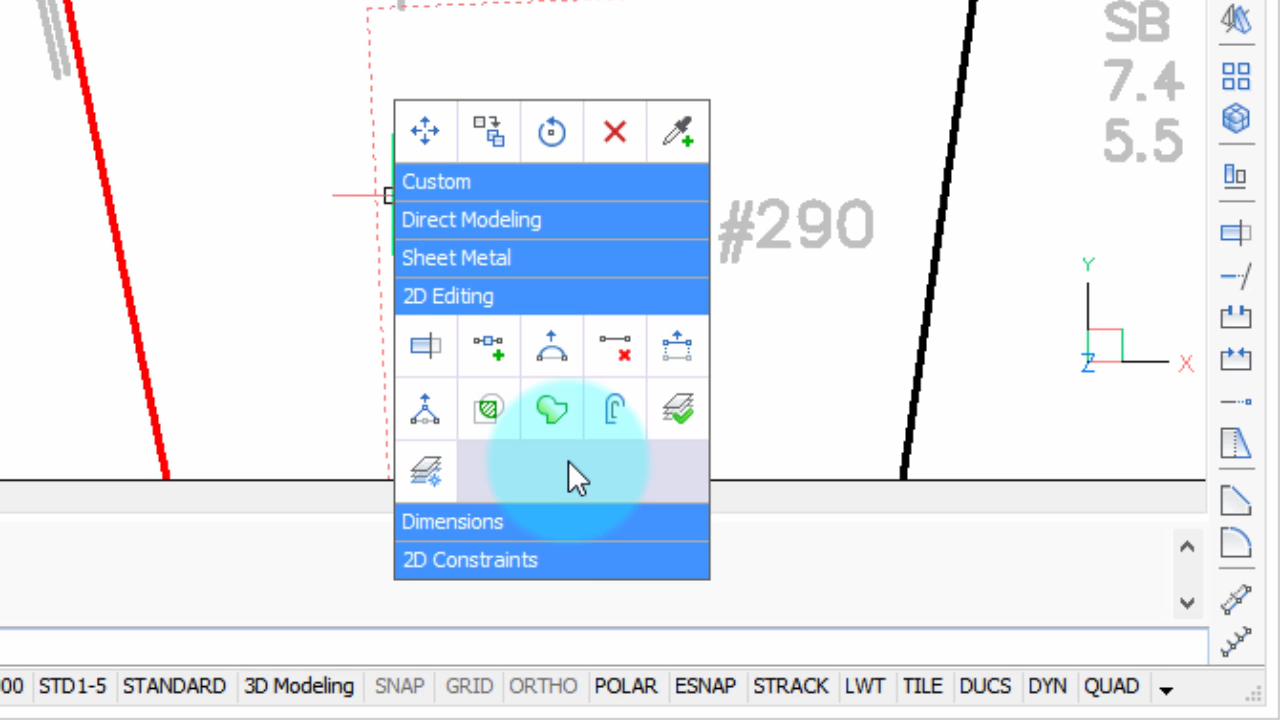 SB
7.4
5.5
Custom
Direct Modeling
#290
Sheet Metal
2D Editing
Y
Z
X
Dimensions
2D Constraints
00 STD1-5 STANDARD 3D Modeling SNAP GRID ORTHO POLAR ESNAP STRACK LWT TILE DUCS DYN QUAD